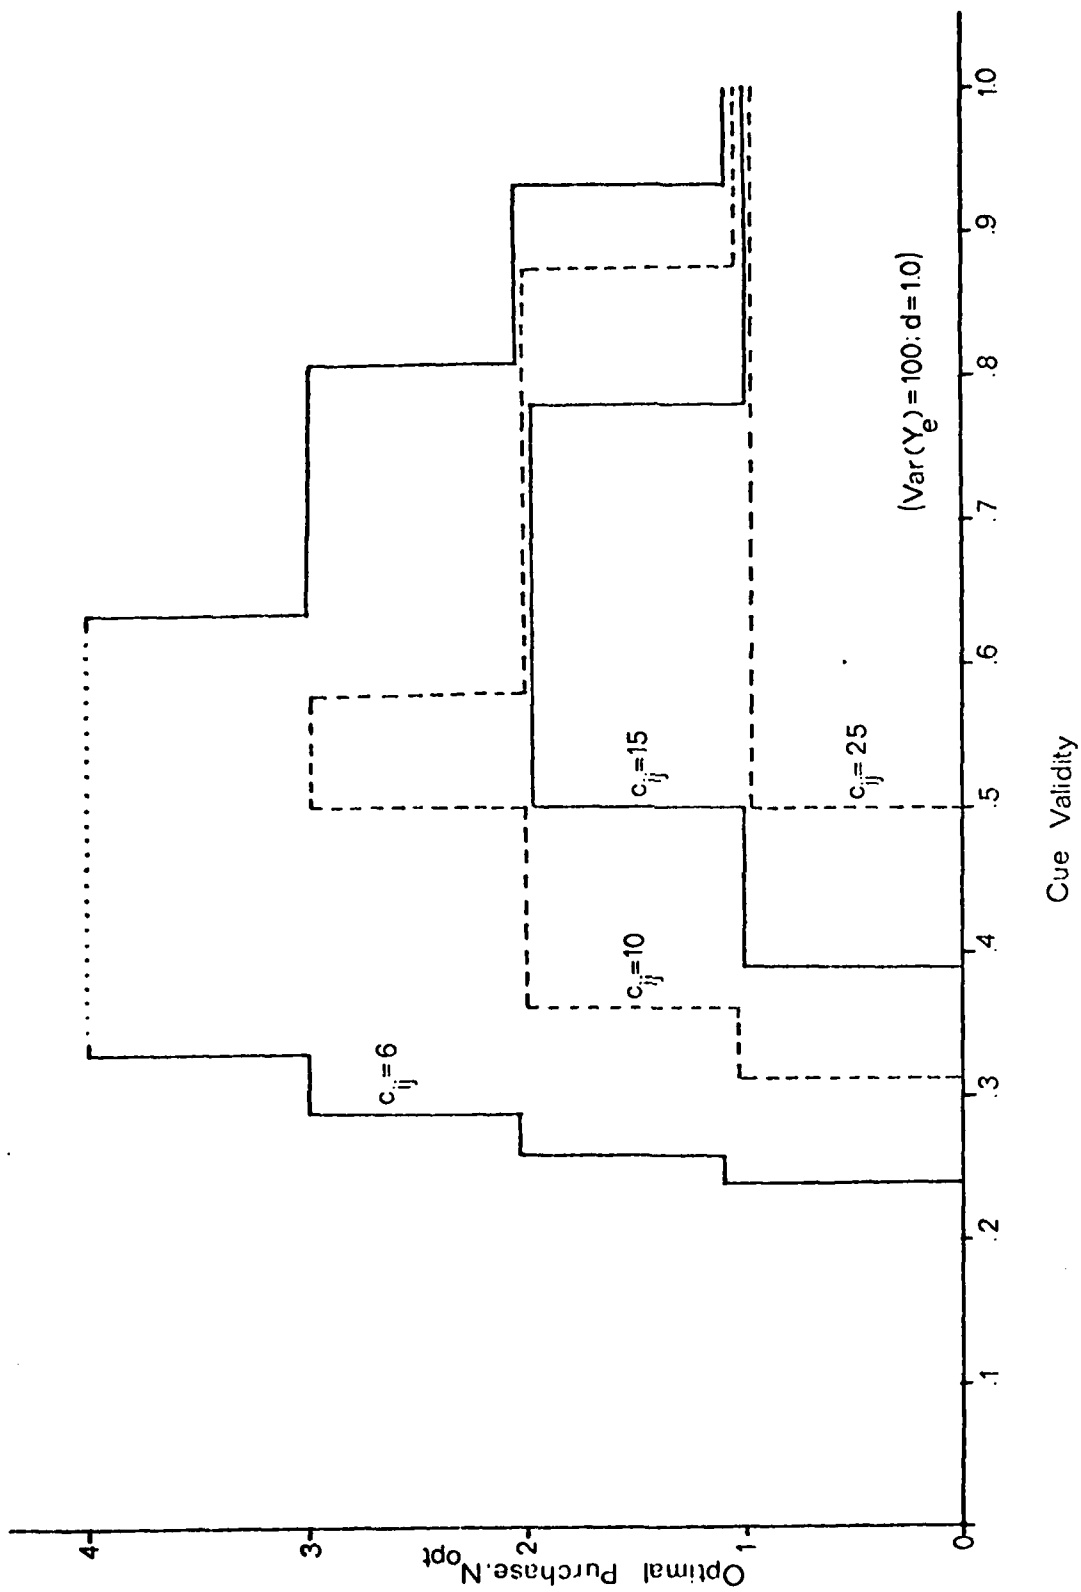 Optimal Purchase. N_opt
4
3
2
1
0
.1
.2
.3
.4
.5
.6
.7
.8
.9
1.0
c_ij=6
c_ij=10
c_ij=15
c_ij=25
(Var(Y_e)=100; d=1.0)
Cue Validity